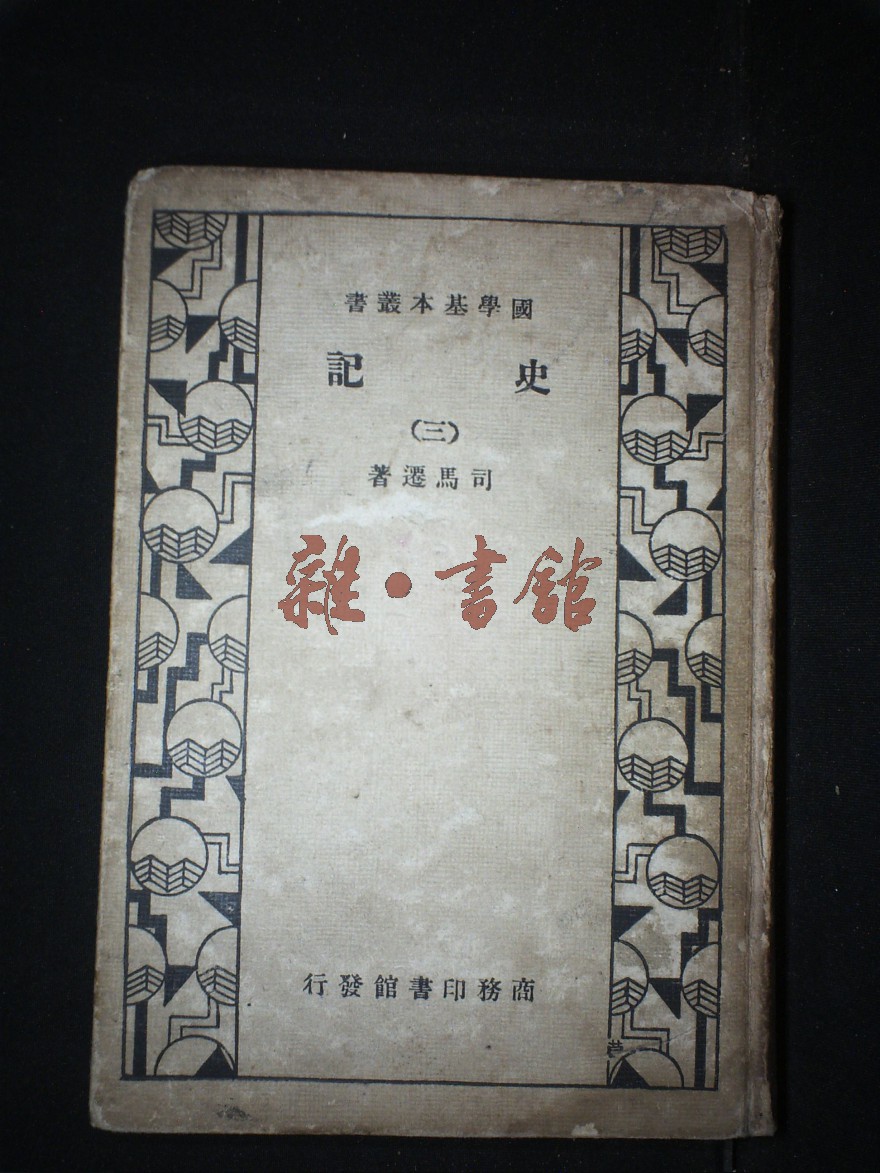 國學基本叢書
史記
(三)
司馬遷著
雜·書館
商務印書館發行